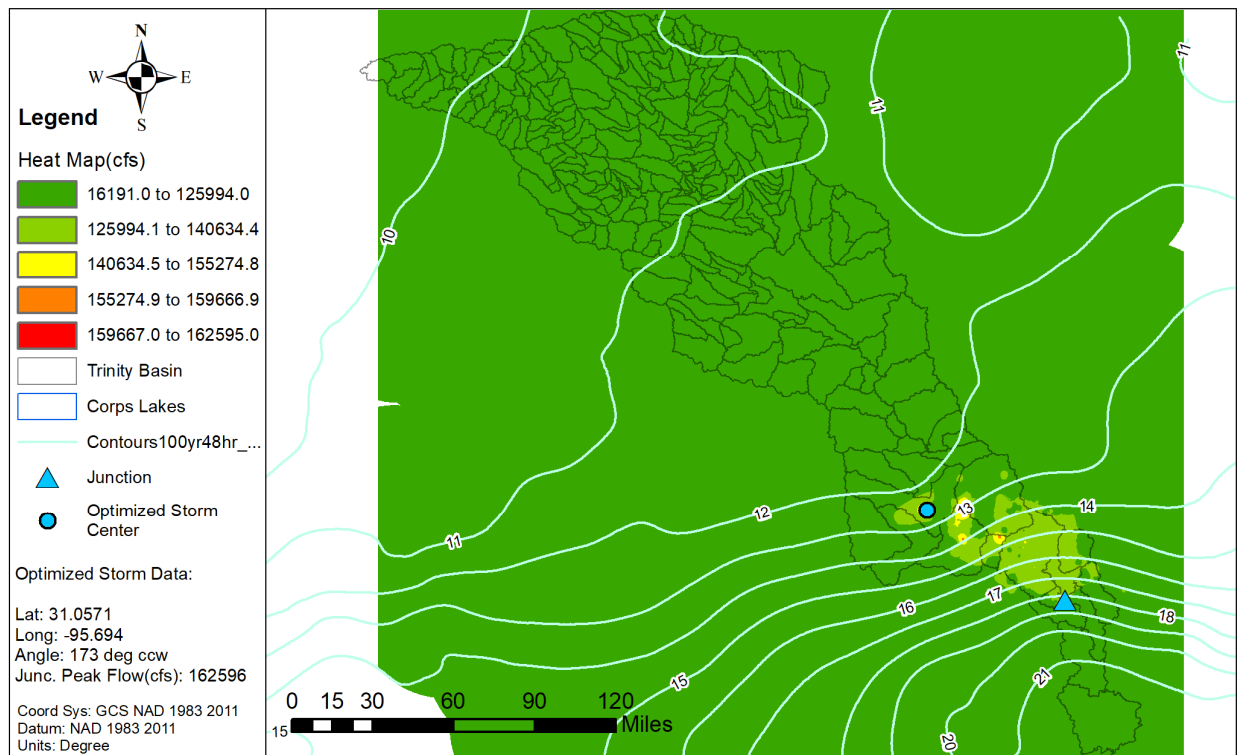 N
W E
S
Legend
Heat Map(cfs)
16191.0 to 125994.0
125994.1 to 140634.4
140634.5 to 155274.8
155274.9 to 159666.9
159667.0 to 162595.0
Trinity Basin
Corps Lakes
Contours100yr48hr_...
Junction
Optimized Storm
Center
Optimized Storm Data:
Lat: 31.0571
Long: -95.694
Angle: 173 deg ccw
Junc. Peak Flow(cfs): 162596
Coord Sys: GCS NAD 1983 2011
Datum: NAD 1983 2011
Units: Degree
11
11
10
12
13
14
11
16
17
18
15
21
20
15
0 15 30 60 90 120
Miles